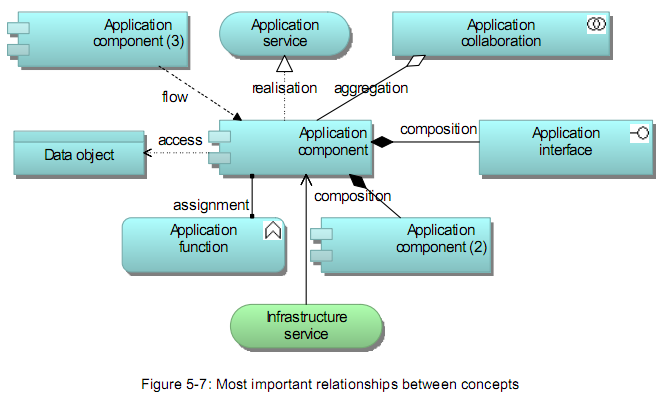 Application
component (3)
Application
service
Application
collaboration
flow
realisation
aggregation
Data object
access
Application
component
composition
Application
interface
assignment
composition
Application
function
Application
component (2)
Infrastructure
service
Figure 5-7: Most important relationships between concepts